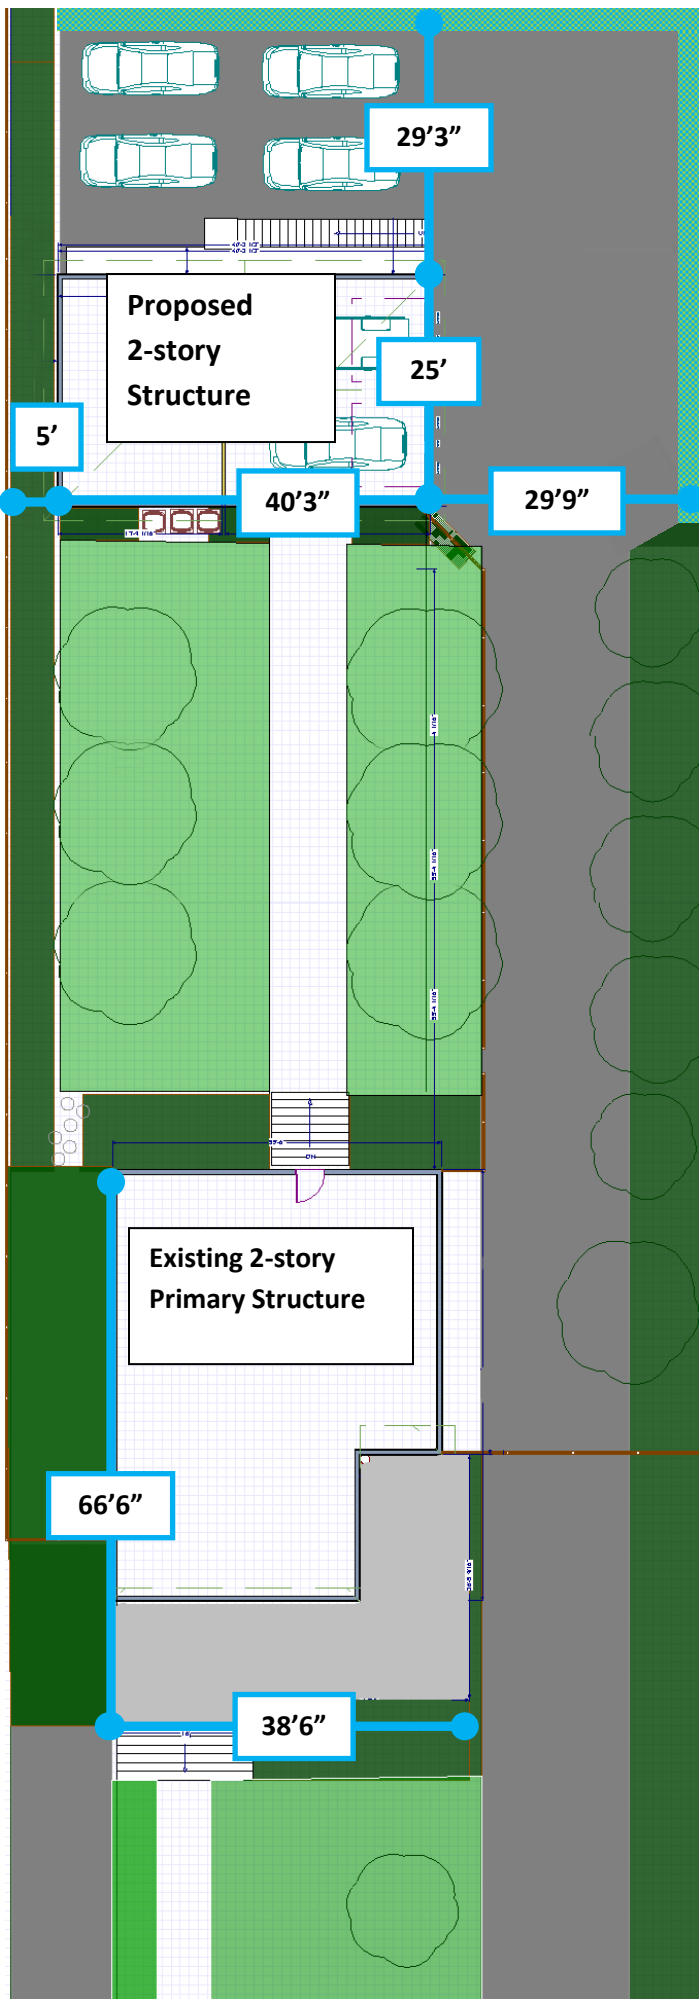 29’3”
Proposed
2-story
Structure
25’
5’
40’3”
29’9”
Existing 2-story
Primary Structure
66’6”
38’6”